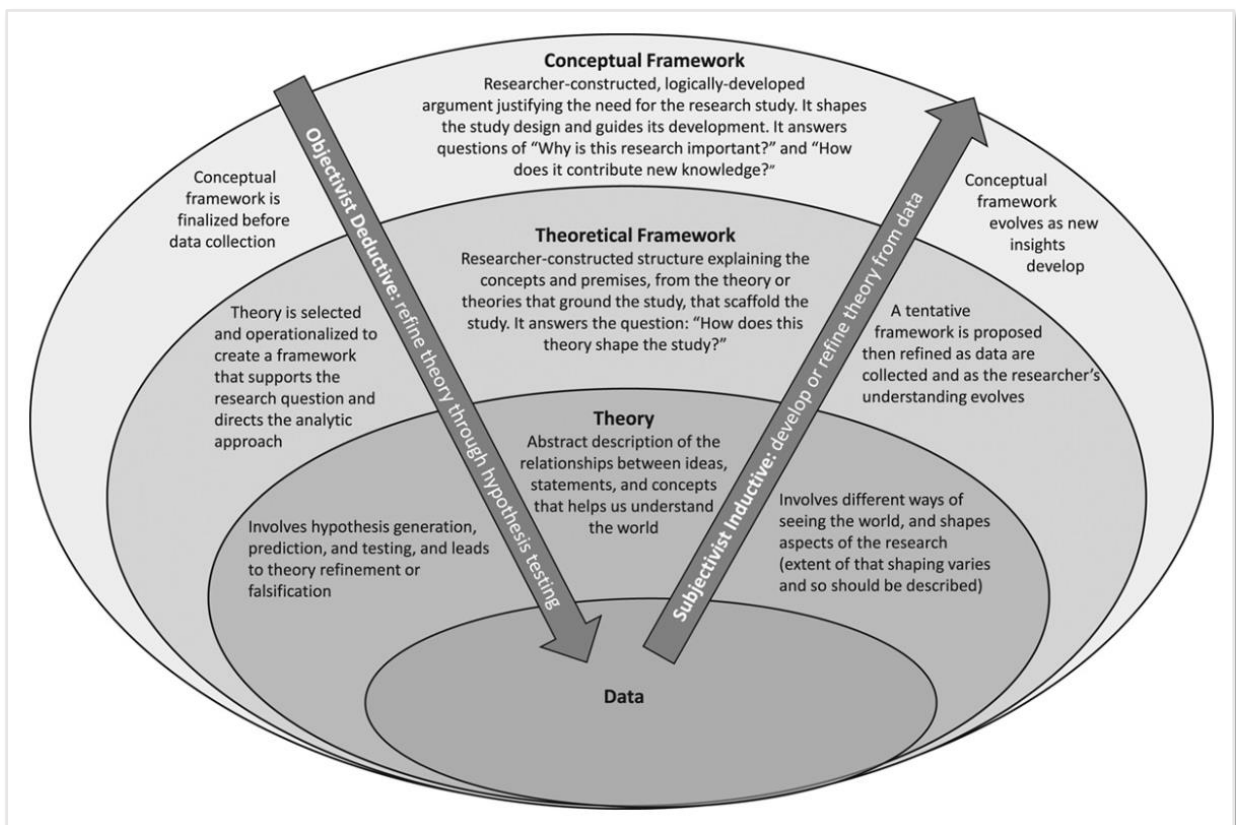 Conceptual Framework
Researcher-constructed, logically-developed
argument justifying the need for the research study. It shapes
the study design and guides its development. It answers
questions of “Why is this research important?” and “How
does it contribute new knowledge?”
Objectivist Deductive: refine theory through hypothesis testing
Subjectivist Inductive: develop or refine theory from data
Conceptual
framework is
finalized before
data collection
Conceptual
framework
evolves as new
insights
develop
Theoretical Framework
Researcher-constructed structure explaining the
concepts and premises, from the theory or
theories that ground the study, that scaffold the
study. It answers the question: “How does this
theory shape the study?”
Theory is selected
and operationalized to
create a framework
that supports the
research question and
directs the analytic
approach
A tentative
framework is proposed
then refined as data are
collected and as the researcher’s
understanding evolves
Theory
Abstract description of the
relationships between ideas,
statements, and concepts
that helps us understand
the world
Involves hypothesis generation,
prediction, and testing, and leads
to theory refinement or
falsification
Involves different ways of
seeing the world, and shapes
aspects of the research
(extent of that shaping varies
and so should be described)
Data